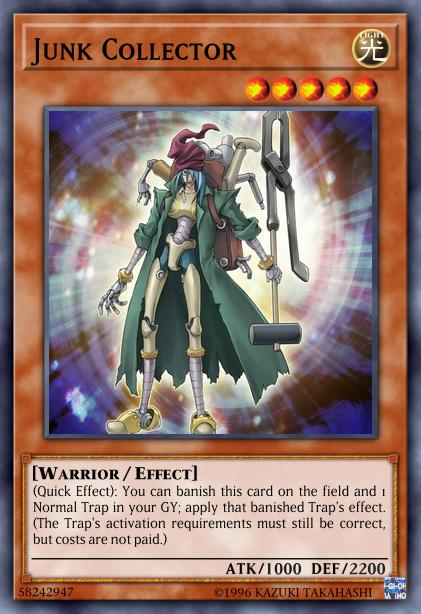 JUNK COLLECTOR
LIGHT
光
[WARRIOR / EFFECT]
(Quick Effect): You can banish this card on the field and 1
Normal Trap in your GY; apply that banished Trap's effect.
(The Trap's activation requirements must still be correct,
but costs are not paid.)
ATK/1000 DEF/2200
58242947
©1996 KAZUKI TAKAHASHI